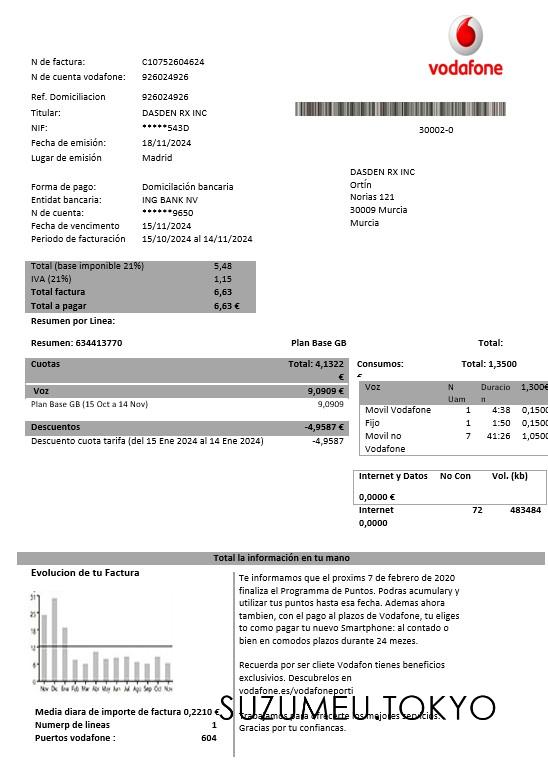 vodafone
N de factura: C10752604624
N de cuenta vodafone: 926024926
Ref. Domiciliacion 926024926
Titular: DASDEN RX INC
NIF: *****543D
Fecha de emisión: 18/11/2024
Lugar de emisión Madrid
30002-0
DASDEN RX INC
Ortín
Norias 121
30009 Murcia
Murcia
Forma de pago: Domicilación bancaria
Entidat bancaria: ING BANK NV
N de cuenta: ******9650
Fecha de vencimento 15/11/2024
Periodo de facturación 15/10/2024 al 14/11/2024
Total (base imponible 21%) 5,48
IVA (21%) 1,15
Total factura 6,63
Total a pagar 6,63 €
Resumen por Linea:
Resumen: 634413770 Plan Base GB Total:
Cuotas Total: 4,1322 €
Voz 9,0909 €
Plan Base GB (15 Oct a 14 Nov) 9,0909
Descuentos -4,9587 €
Descuento cuota tarifa (del 15 Ene 2024 al 14 Ene 2024) -4,9587
Consumos: Total: 1,3500
Voz N Uam Duracio n 1,300€
Movil Vodafone 1 4:38 0,1500
Fijo 1 1:50 0,1500
Movil no Vodafone 7 41:26 1,0500
Internet y Datos No Con Vol. (kb)
0,0000 €
Internet 72 483484
0,0000
Total la información en tu mano
Evolucion de tu Factura
31
25
18
12
6
0
Nov Dic Ene Feb Mar Abr May Jun Jul Ago Sep Oct Nov
Media diara de importe de factura 0,2210 €
Numerp de lineas 1
Puertos vodafone : 604
Te informamos que el proxims 7 de febrero de 2020
finaliza el Programa de Puntos. Podras acumulary y
utilizar tus puntos hasta esa fecha. Ademas ahora
tambien, con el pago al plazos de Vodafone, tu eliges
to como pagar tu nuevo Smartphone: al contado o
bien en comodos plazos durante 24 mezes.
Recuerda por ser cliete Vodafon tienes beneficios
exclusivios. Descubrelos en
vodafone.es/vodafoneporti
Trabajamos para ofrecerte los mejores servicios.
Gracias por tu confiancas.
SUZUMEU.TOKYO